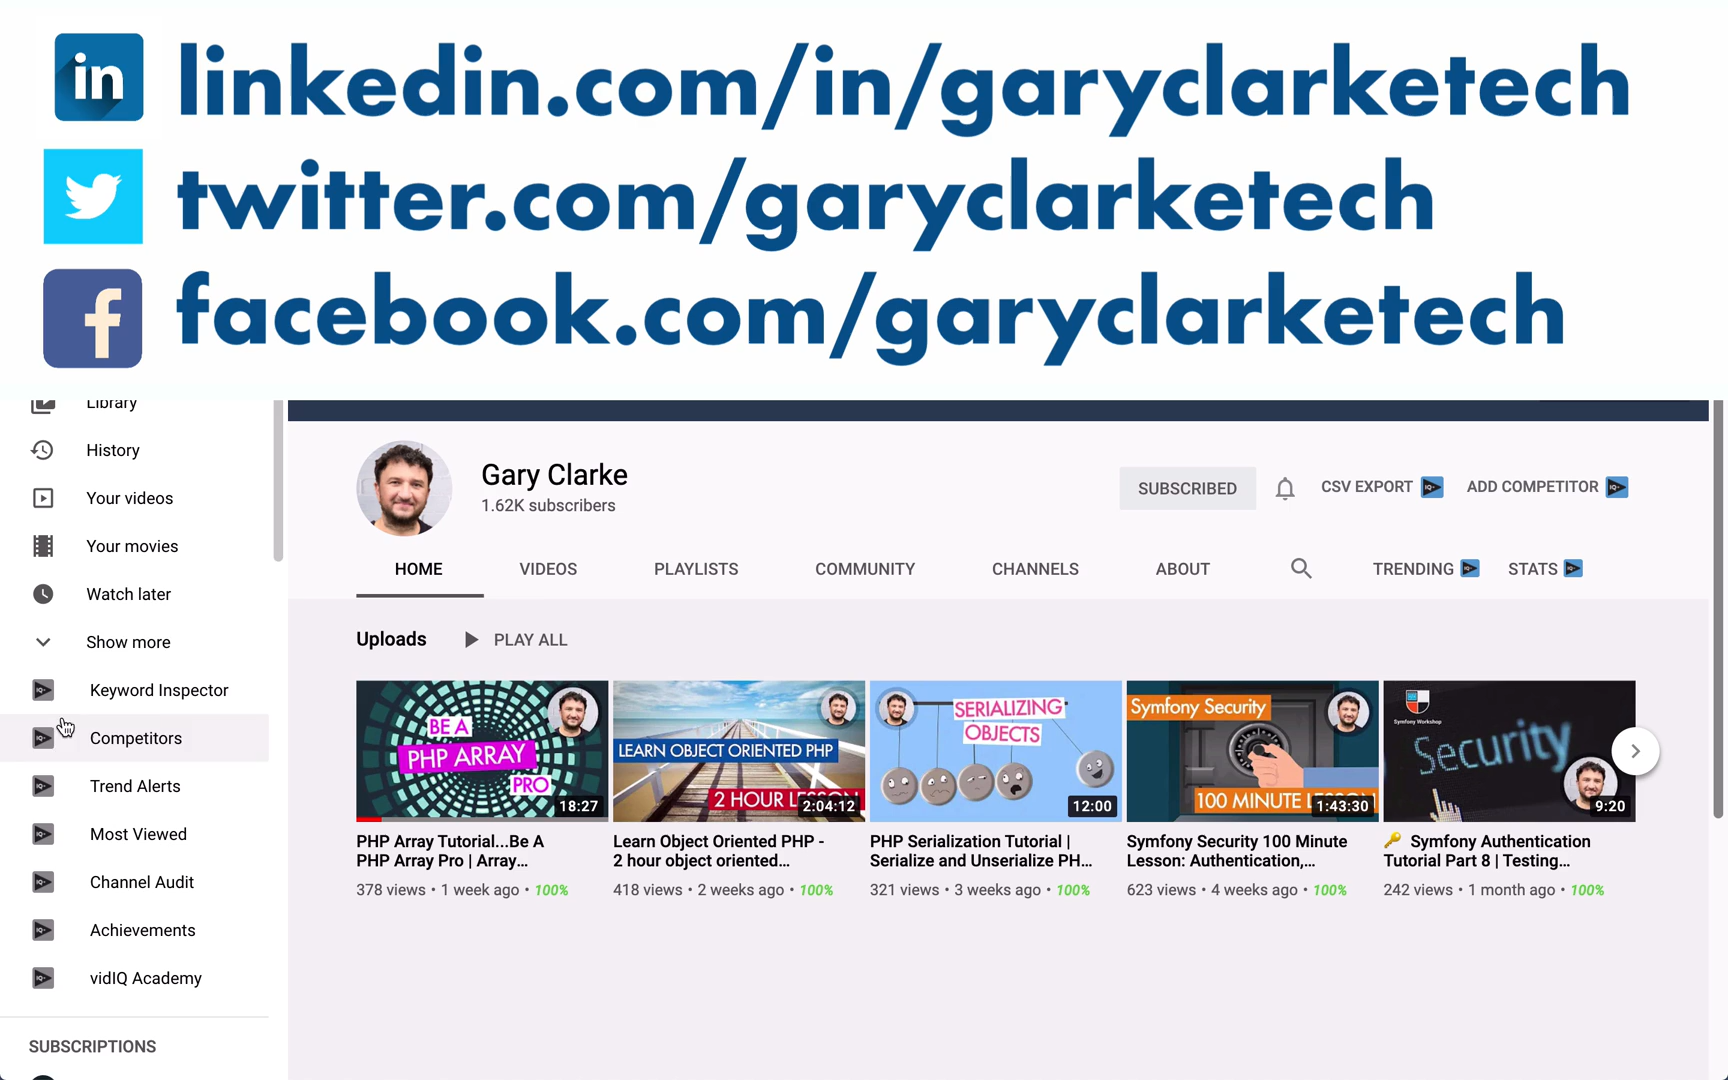 in linkedin.com/in/garyclarketech
twitter.com/garyclarketech
f facebook.com/garyclarketech
Library
History
Your videos
Your movies
Watch later
Show more
Keyword Inspector
Competitors
Trend Alerts
Most Viewed
Channel Audit
Achievements
vidIQ Academy
SUBSCRIPTIONS
Gary Clarke
1.62K subscribers
SUBSCRIBED
CSV EXPORT
ADD COMPETITOR
HOME VIDEOS PLAYLISTS COMMUNITY CHANNELS ABOUT TRENDING STATS
Uploads PLAY ALL
BE A
PHP ARRAY
PRO
18:27
PHP Array Tutorial...Be A
PHP Array Pro | Array...
378 views • 1 week ago • 100%
LEARN OBJECT ORIENTED PHP
2 HOUR LESSON
2:04:12
Learn Object Oriented PHP -
2 hour object oriented...
418 views • 2 weeks ago • 100%
SERIALIZING
OBJECTS
12:00
PHP Serialization Tutorial |
Serialize and Unserialize PH...
321 views • 3 weeks ago • 100%
Symfony Security
100 MINUTE LESSON
1:43:30
Symfony Security 100 Minute
Lesson: Authentication,...
623 views • 4 weeks ago • 100%
Symfony Workshop
Security
9:20
Symfony Authentication
Tutorial Part 8 | Testing...
242 views • 1 month ago • 100%